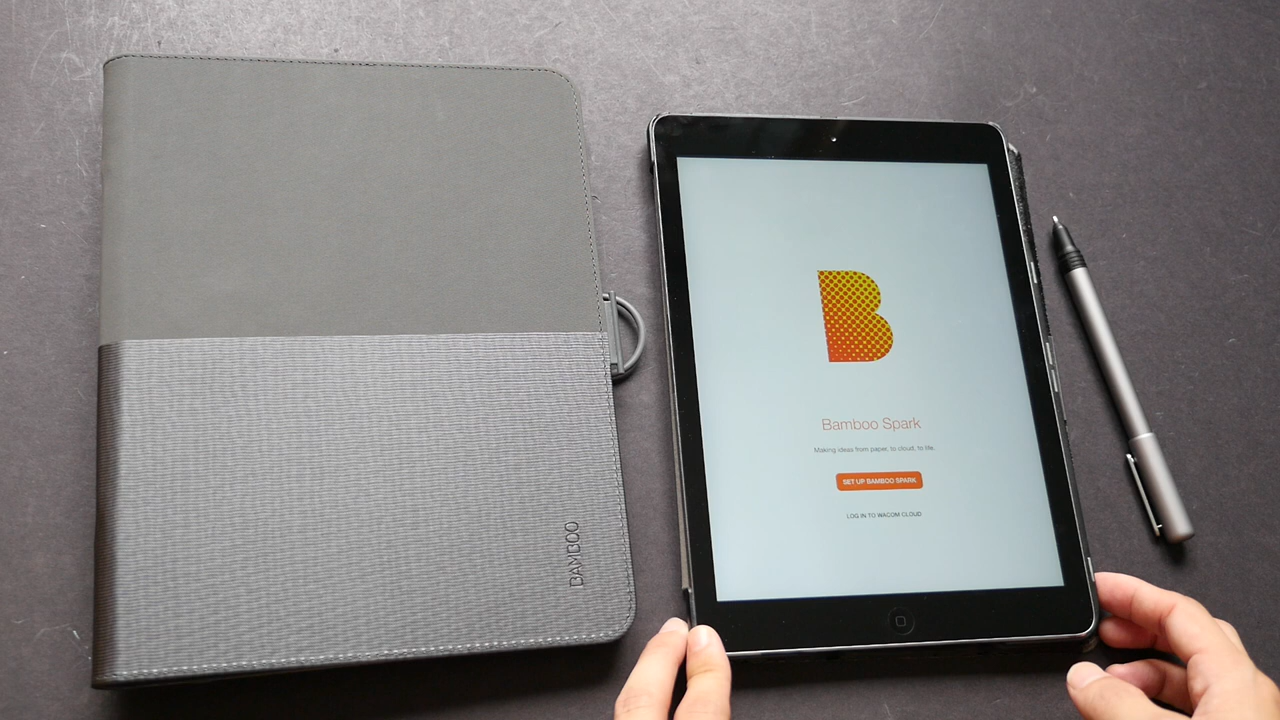 BAMBOO
B
Bamboo Spark
Making ideas from paper, to cloud, to life.
SET UP BAMBOO SPARK
LOG IN TO WACOM CLOUD